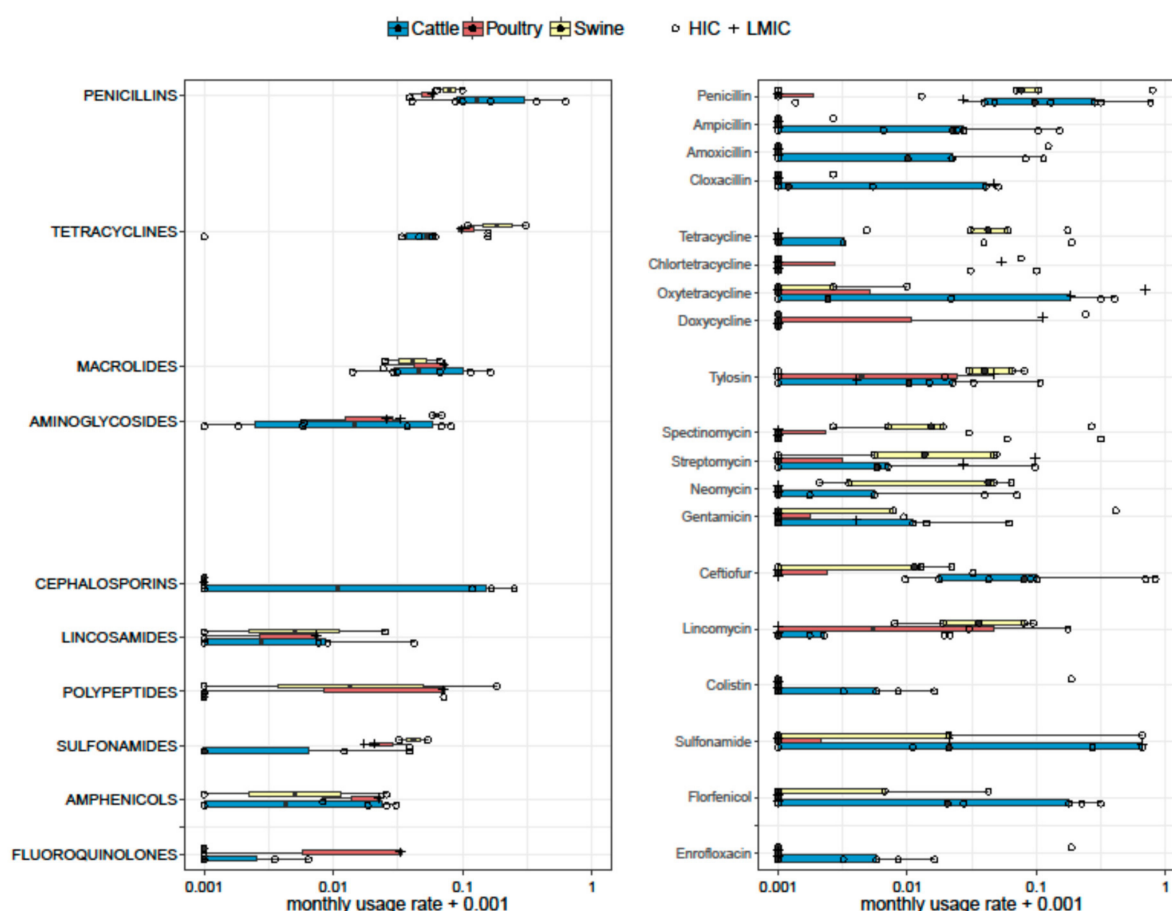 Cattle Poultry Swine HIC + LMIC
PENICILLINS
TETRACYCLINES
MACROLIDES
AMINOGLYCOSIDES
CEPHALOSPORINS
LINCOSAMIDES
POLYPEPTIDES
SULFONAMIDES
AMPHENICOLS
FLUOROQUINOLONES
0.001 0.01 0.1 1
monthly usage rate + 0.001
Penicillin
Ampicillin
Amoxicillin
Cloxacillin
Tetracycline
Chlortetracycline
Oxytetracycline
Doxycycline
Tylosin
Spectinomycin
Streptomycin
Neomycin
Gentamicin
Ceftiofur
Lincomycin
Colistin
Sulfonamide
Florfenicol
Enrofloxacin
0.001 0.01 0.1 1
monthly usage rate + 0.001